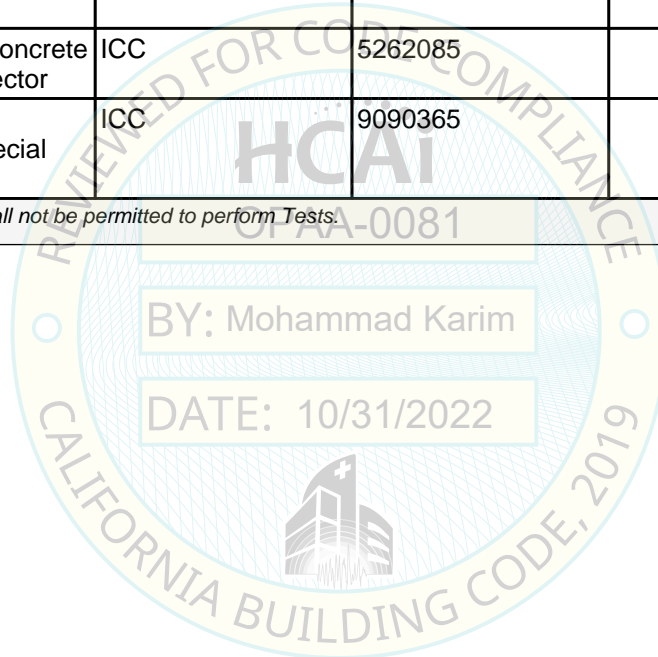 oncrete ICC 5262085
ector
ICC 9090365
ecial
all not be permitted to perform Tests.
REVIEWED FOR CODE COMPLIANCE
HCAi
OPAA-0081
BY: Mohammad Karim
DATE: 10/31/2022
CALIFORNIA BUILDING CODE, 2019